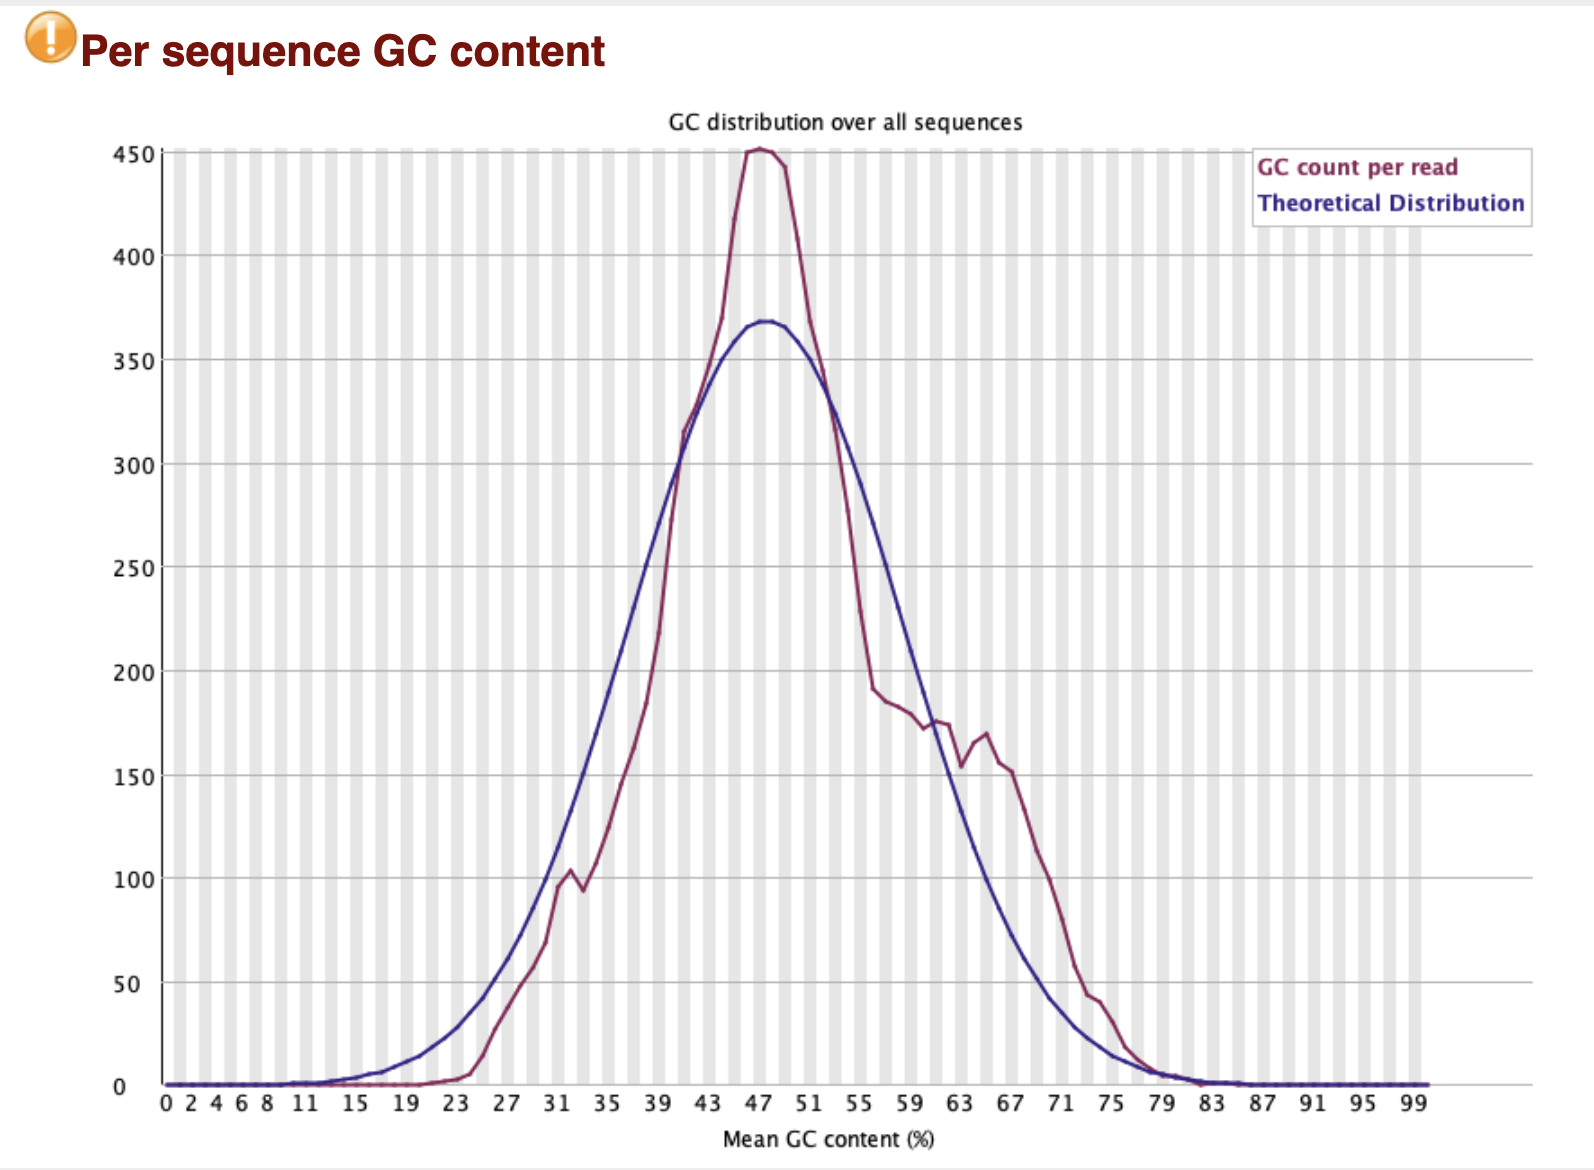 Per sequence GC content
GC distribution over all sequences
GC count per read
Theoretical Distribution
450
400
350
300
250
200
150
100
50
0
0 2 4 6 8 11 15 19 23 27 31 35 39 43 47 51 55 59 63 67 71 75 79 83 87 91 95 99
Mean GC content (%)